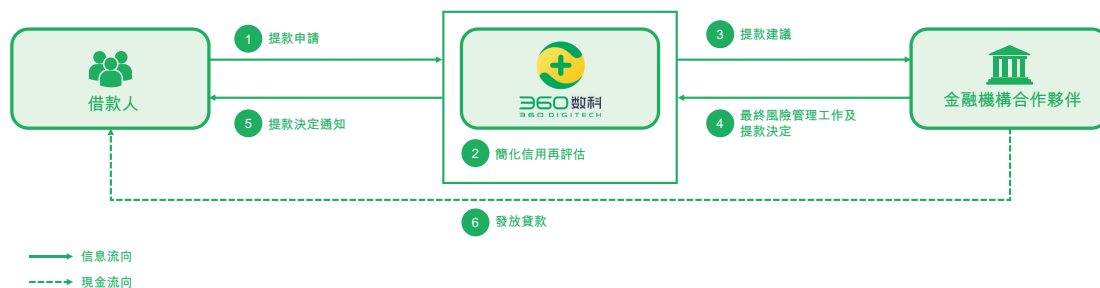 1 提款申請
3 提款建議
借款人
360数科
360 DIGITECH
金融機構合作夥伴
5 提款決定通知
4 最終風險管理工作及
提款決定
2 簡化信用再評估
6 發放貸款
信息流向
現金流向